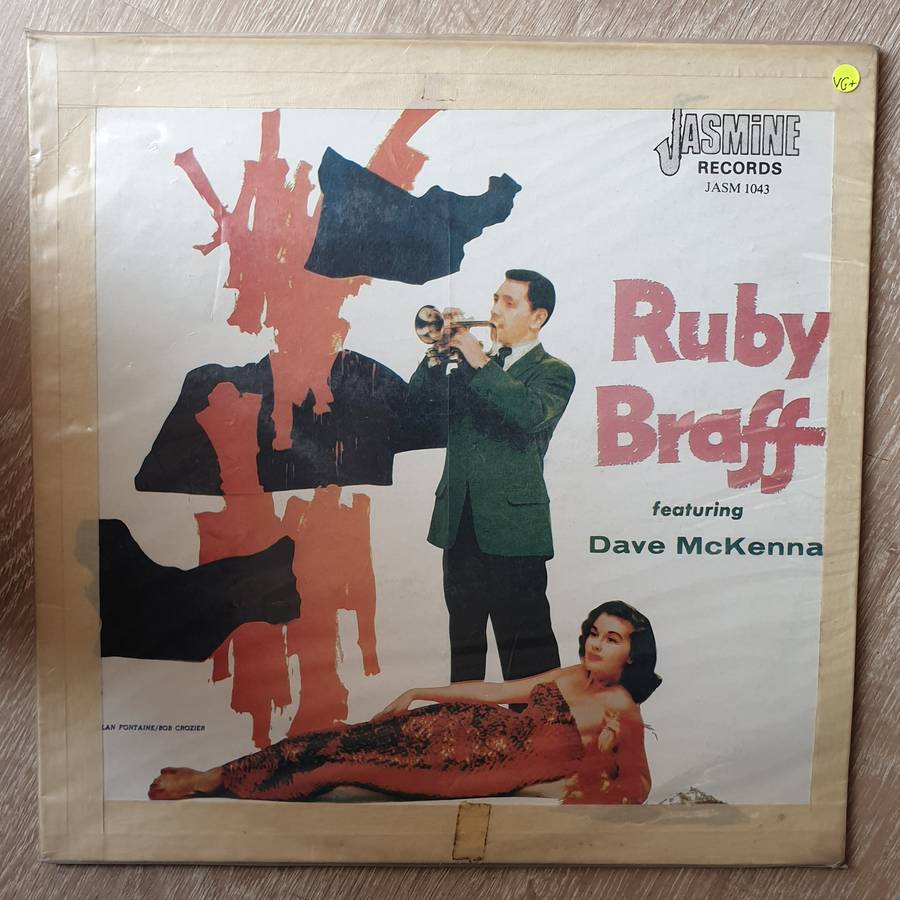 VG+
JASMiNE
RECORDS
JASM 1043
Ruby
Braff
featuring
Dave McKenna
LAN FONTAINE/BOB CROZIER